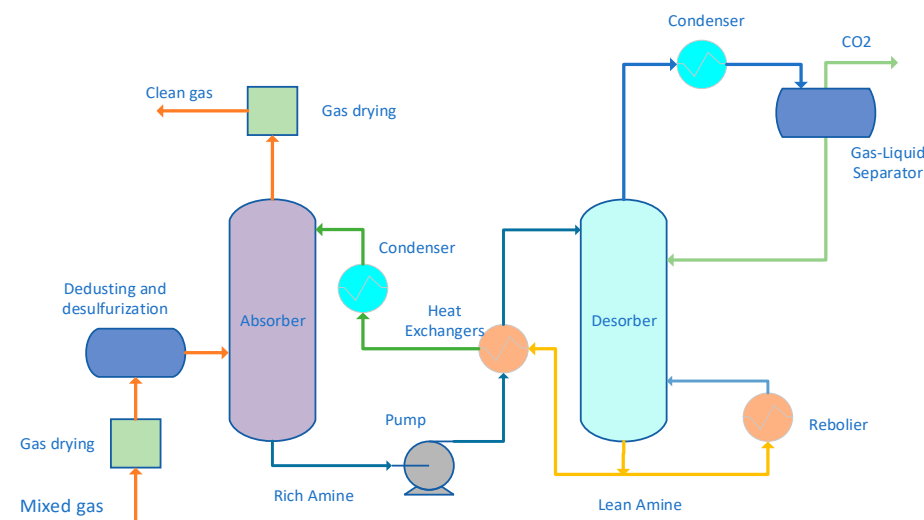 Condenser
CO2
Clean gas
Gas drying
Gas-Liquid
Separator
Condenser
Dedusting and
desulfurization
Heat
Exchangers
Absorber
Desorber
Pump
Rebolier
Gas drying
Rich Amine
Lean Amine
Mixed gas